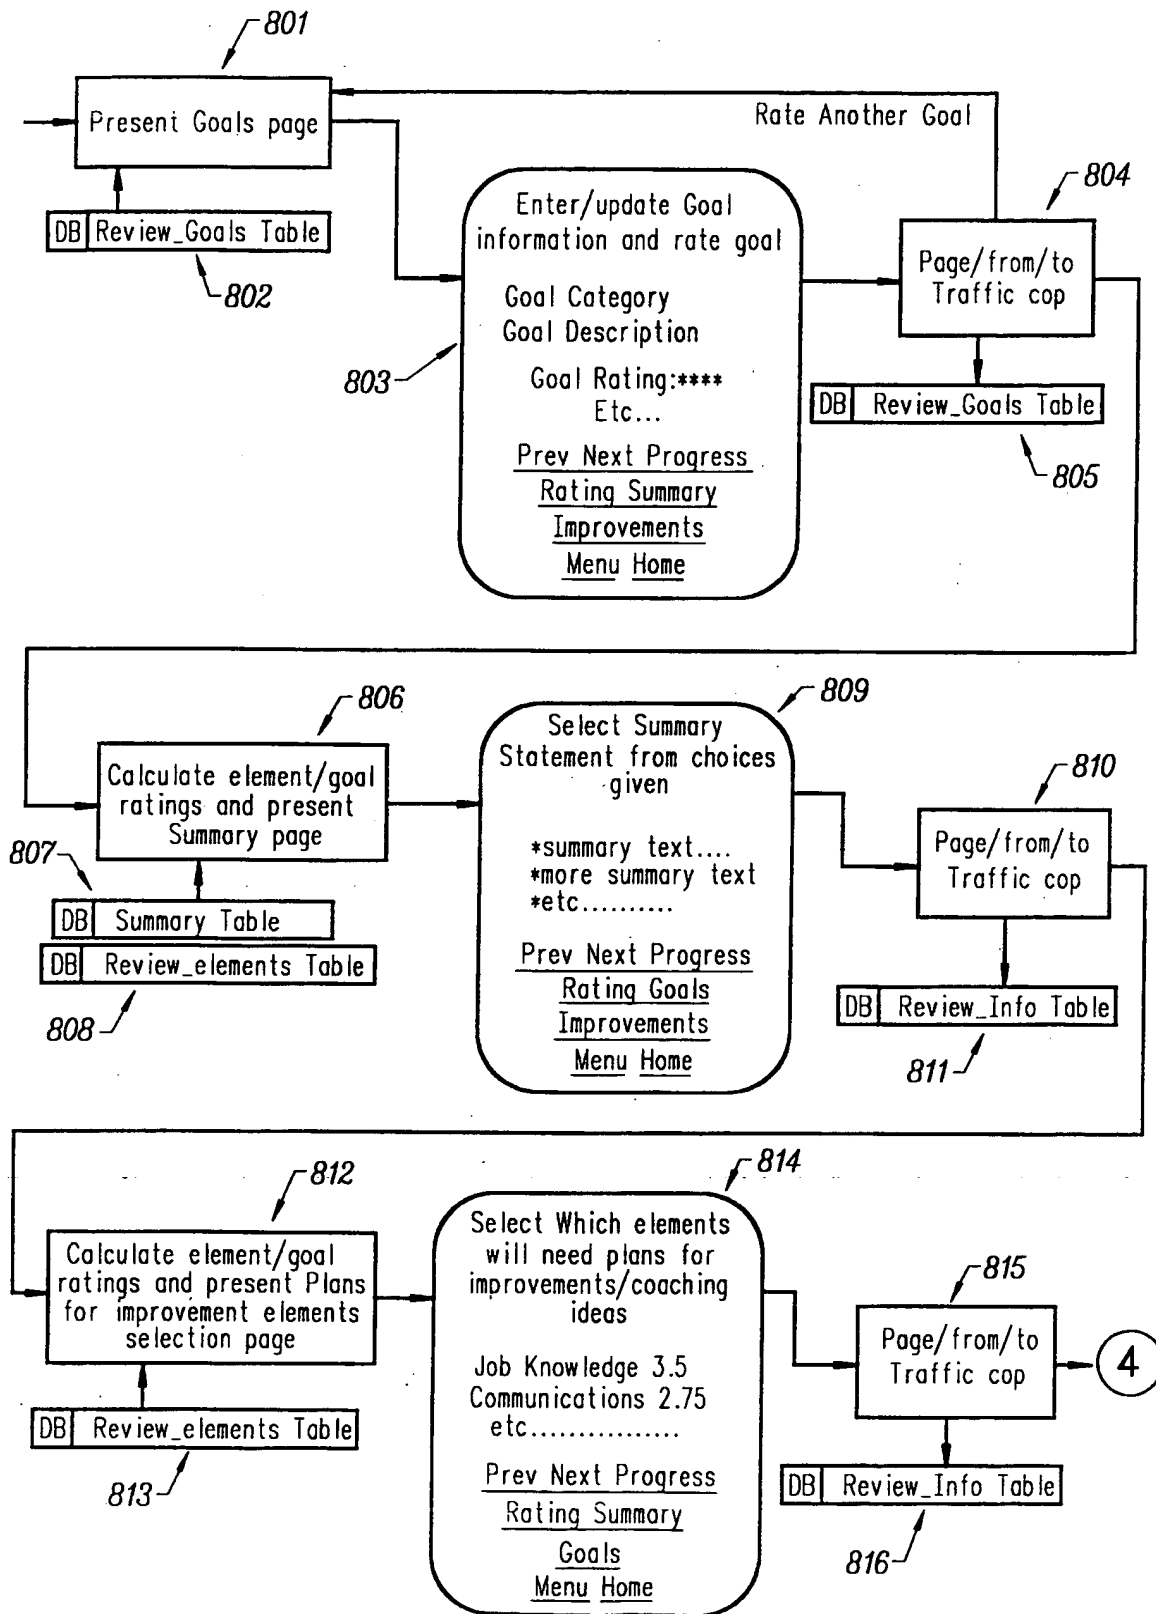 801
Present Goals page
DB Review_Goals Table
802
Rate Another Goal
Enter/update Goal
information and rate goal
Goal Category
Goal Description
Goal Rating:****
Etc...
Prev Next Progress
Rating Summary
Improvements
Menu Home
803
804
Page/from/to
Traffic cop
DB Review_Goals Table
805
806
Calculate element/goal
ratings and present
Summary page
807
DB Summary Table
DB Review_elements Table
808
809
Select Summary
Statement from choices
given
*summary text....
*more summary text
*etc..........
Prev Next Progress
Rating Goals
Improvements
Menu Home
810
Page/from/to
Traffic cop
DB Review_Info Table
811
812
Calculate element/goal
ratings and present Plans
for improvement elements
selection page
DB Review_elements Table
813
814
Select Which elements
will need plans for
improvements/coaching
ideas
Job Knowledge 3.5
Communications 2.75
etc................
Prev Next Progress
Rating Summary
Goals
Menu Home
815
Page/from/to
Traffic cop
4
DB Review_Info Table
816